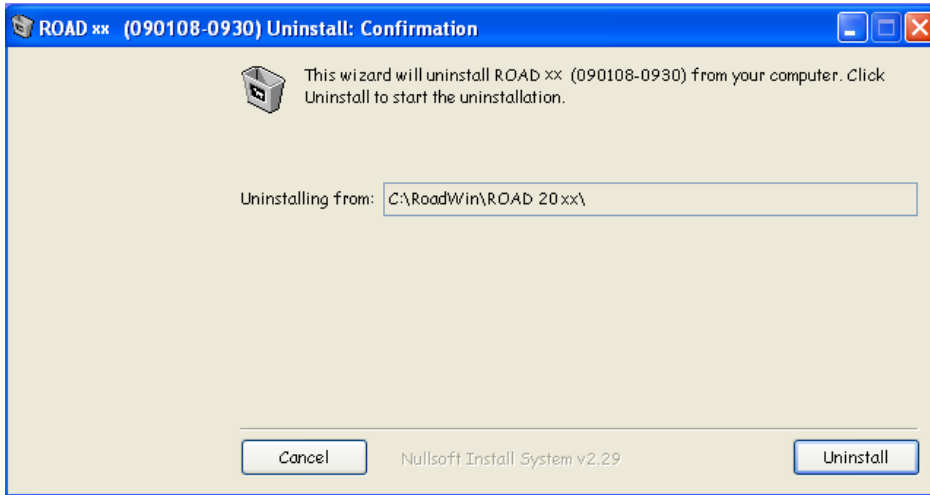 ROAD xx (090108-0930) Uninstall: Confirmation
This wizard will uninstall ROAD xx (090108-0930) from your computer. Click
Uninstall to start the uninstallation.
Uninstalling from: C:\RoadWin\ROAD 20xx\
Cancel Nullsoft Install System v2.29 Uninstall